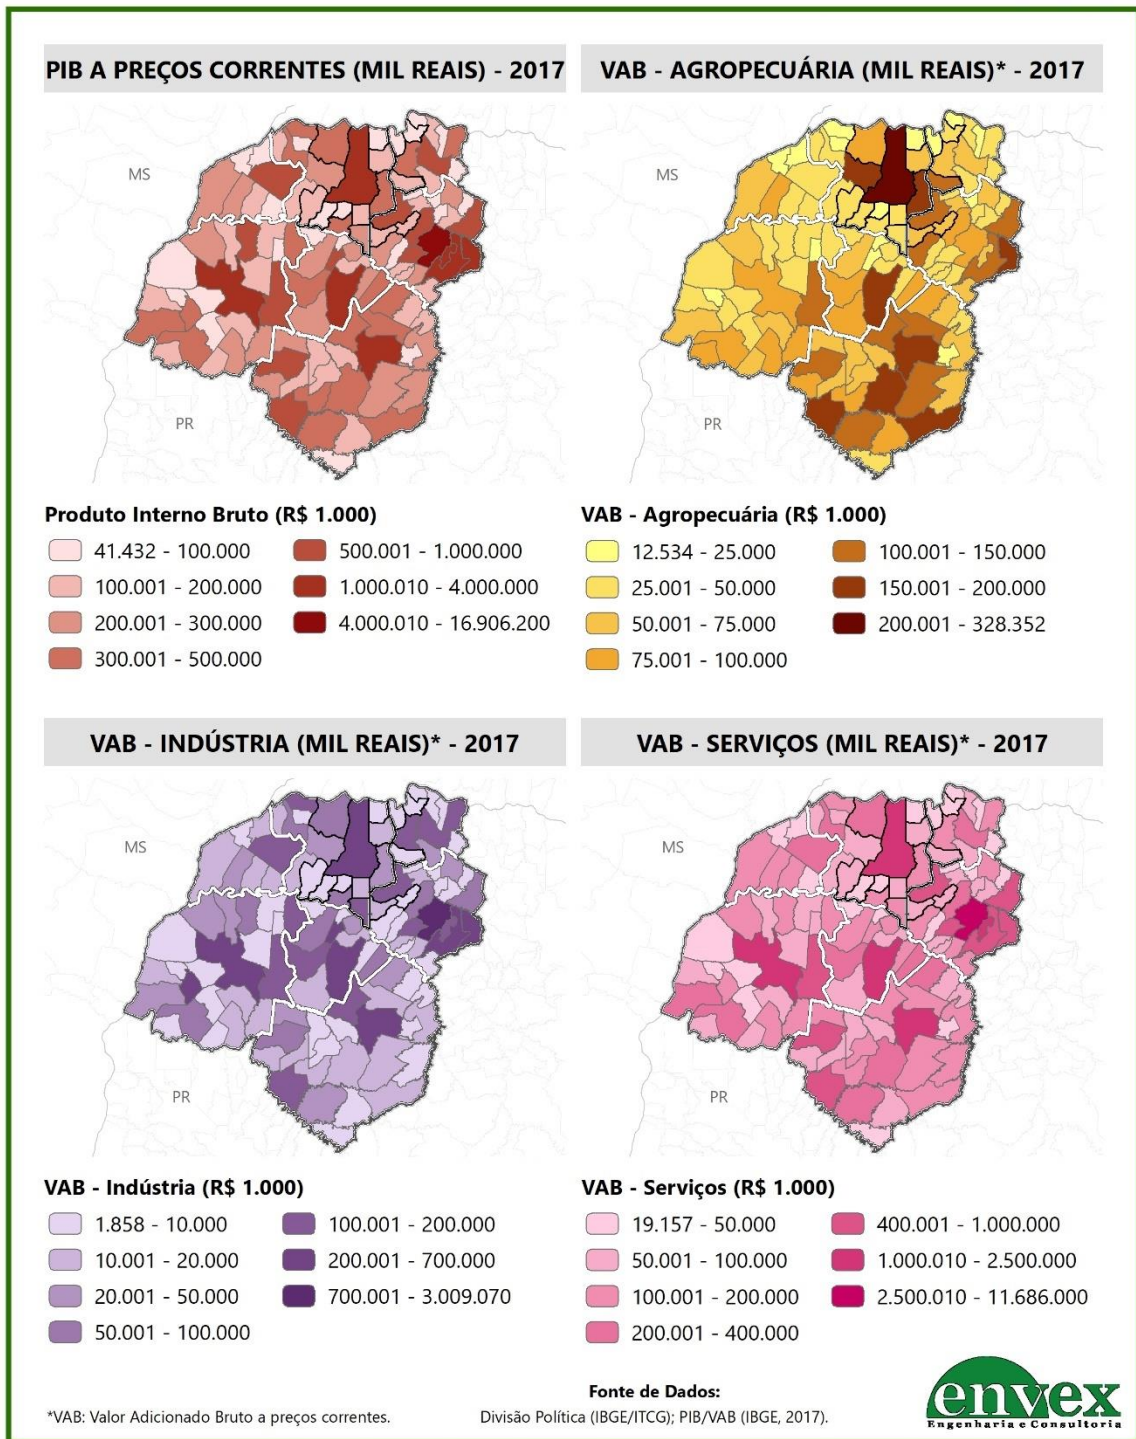 PIB A PREÇOS CORRENTES (MIL REAIS) - 2017
MS
PR
Produto Interno Bruto (R$ 1.000)
41.432 - 100.000
100.001 - 200.000
200.001 - 300.000
300.001 - 500.000
500.001 - 1.000.000
1.000.010 - 4.000.000
4.000.010 - 16.906.200
VAB - AGROPECUÁRIA (MIL REAIS)* - 2017
MS
PR
VAB - Agropecuária (R$ 1.000)
12.534 - 25.000
25.001 - 50.000
50.001 - 75.000
75.001 - 100.000
100.001 - 150.000
150.001 - 200.000
200.001 - 328.352
VAB - INDÚSTRIA (MIL REAIS)* - 2017
MS
PR
VAB - Indústria (R$ 1.000)
1.858 - 10.000
10.001 - 20.000
20.001 - 50.000
50.001 - 100.000
100.001 - 200.000
200.001 - 700.000
700.001 - 3.009.070
VAB - SERVIÇOS (MIL REAIS)* - 2017
MS
PR
VAB - Serviços (R$ 1.000)
19.157 - 50.000
50.001 - 100.000
100.001 - 200.000
200.001 - 400.000
400.001 - 1.000.000
1.000.010 - 2.500.000
2.500.010 - 11.686.000
*VAB: Valor Adicionado Bruto a preços correntes.
Fonte de Dados:
Divisão Política (IBGE/ITCG); PIB/VAB (IBGE, 2017).
envex
Engenharia e Consultoria